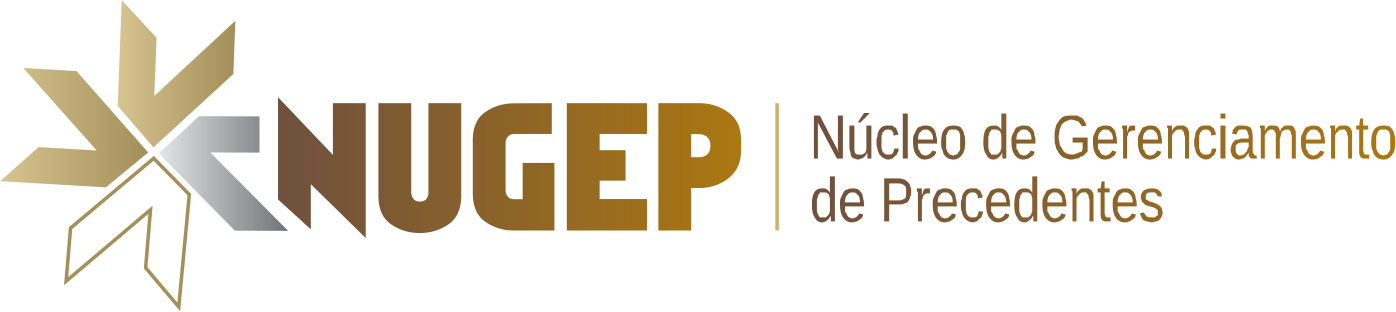 NUGEP
Núcleo de Gerenciamento
de Precedentes